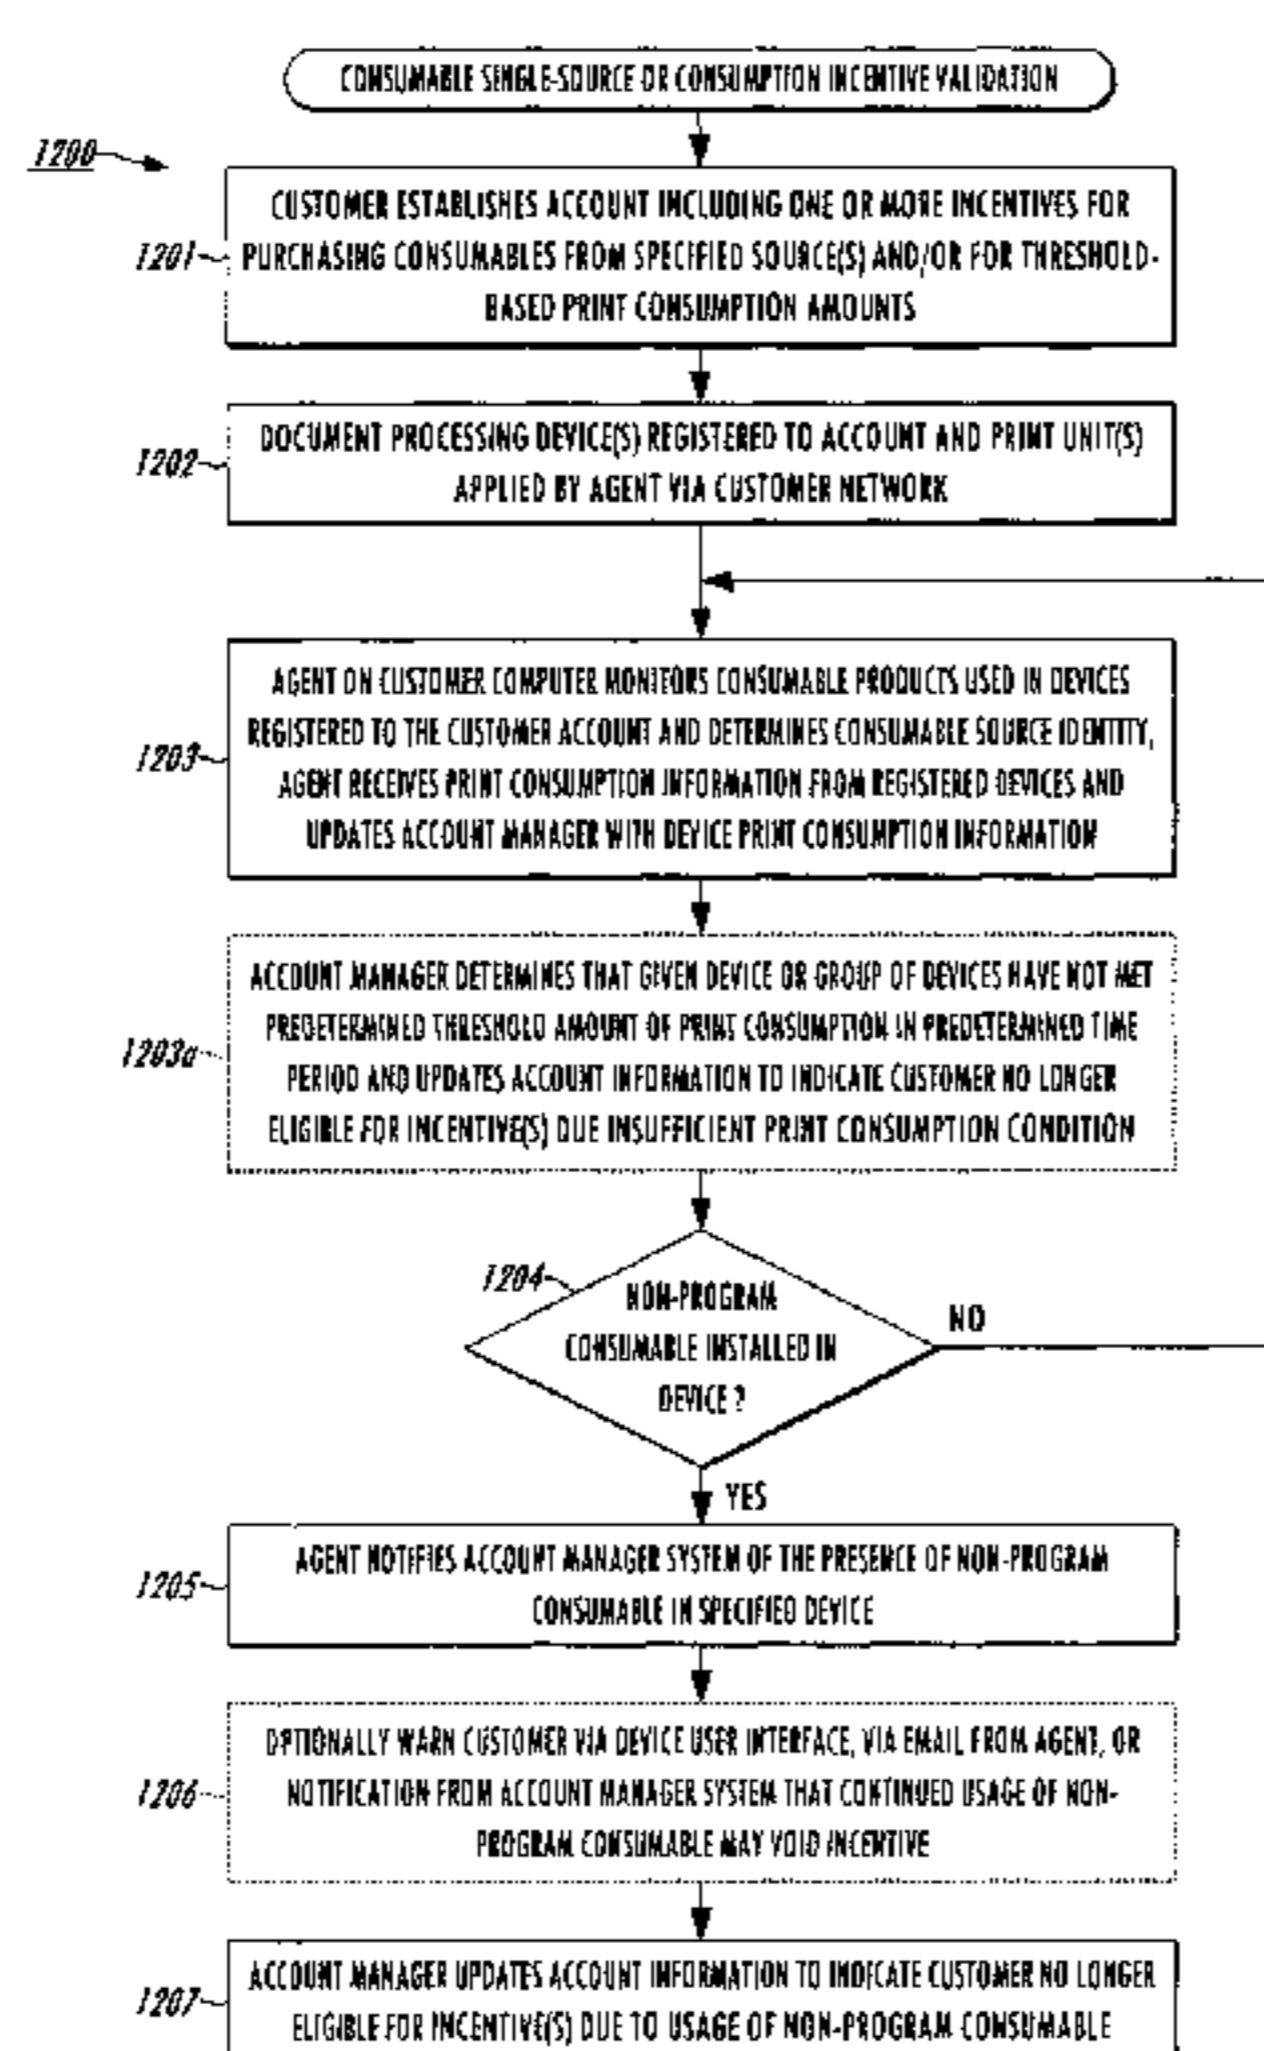 CONSUMABLE SINGLE-SOURCE OR CONSUMPTION INCENTIVE VALIDATION
1200
CUSTOMER ESTABLISHES ACCOUNT INCLUDING ONE OR MORE INCENTIVES FOR
1201
PURCHASING CONSUMABLES FROM SPECIFIED SOURCE(S) AND/OR FOR THRESHOLD-
BASED PRINT CONSUMPTION AMOUNTS
DOCUMENT PROCESSING DEVICE(S) REGISTERED TO ACCOUNT AND PRINT UNIT(S)
1202
APPLIED BY AGENT VIA CUSTOMER NETWORK
AGENT ON CUSTOMER COMPUTER MONITORS CONSUMABLE PRODUCTS USED IN DEVICES
REGISTERED TO THE CUSTOMER ACCOUNT AND DETERMINES CONSUMABLE SOURCE IDENTITY,
1203
AGENT RECEIVES PRINT CONSUMPTION INFORMATION FROM REGISTERED DEVICES AND
UPDATES ACCOUNT MANAGER WITH DEVICE PRINT CONSUMPTION INFORMATION
ACCOUNT MANAGER DETERMINES THAT GIVEN DEVICE OR GROUP OF DEVICES HAVE NOT MET
PREDETERMINED THRESHOLD AMOUNT OF PRINT CONSUMPTION IN PREDETERMINED TIME
1203a
PERIOD AND UPDATES ACCOUNT INFORMATION TO INDICATE CUSTOMER NO LONGER
ELIGIBLE FOR INCENTIVE(S) DUE INSUFFICIENT PRINT CONSUMPTION CONDITION
1204
NON-PROGRAM
CONSUMABLE INSTALLED IN
DEVICE ?
NO
YES
AGENT NOTIFIES ACCOUNT MANAGER SYSTEM OF THE PRESENCE OF NON-PROGRAM
1205
CONSUMABLE IN SPECIFIED DEVICE
OPTIONALLY WARN CUSTOMER VIA DEVICE USER INTERFACE, VIA EMAIL FROM AGENT, OR
1206
NOTIFICATION FROM ACCOUNT MANAGER SYSTEM THAT CONTINUED USAGE OF NON-
PROGRAM CONSUMABLE MAY VOID INCENTIVE
ACCOUNT MANAGER UPDATES ACCOUNT INFORMATION TO INDICATE CUSTOMER NO LONGER
1207
ELIGIBLE FOR INCENTIVE(S) DUE TO USAGE OF NON-PROGRAM CONSUMABLE